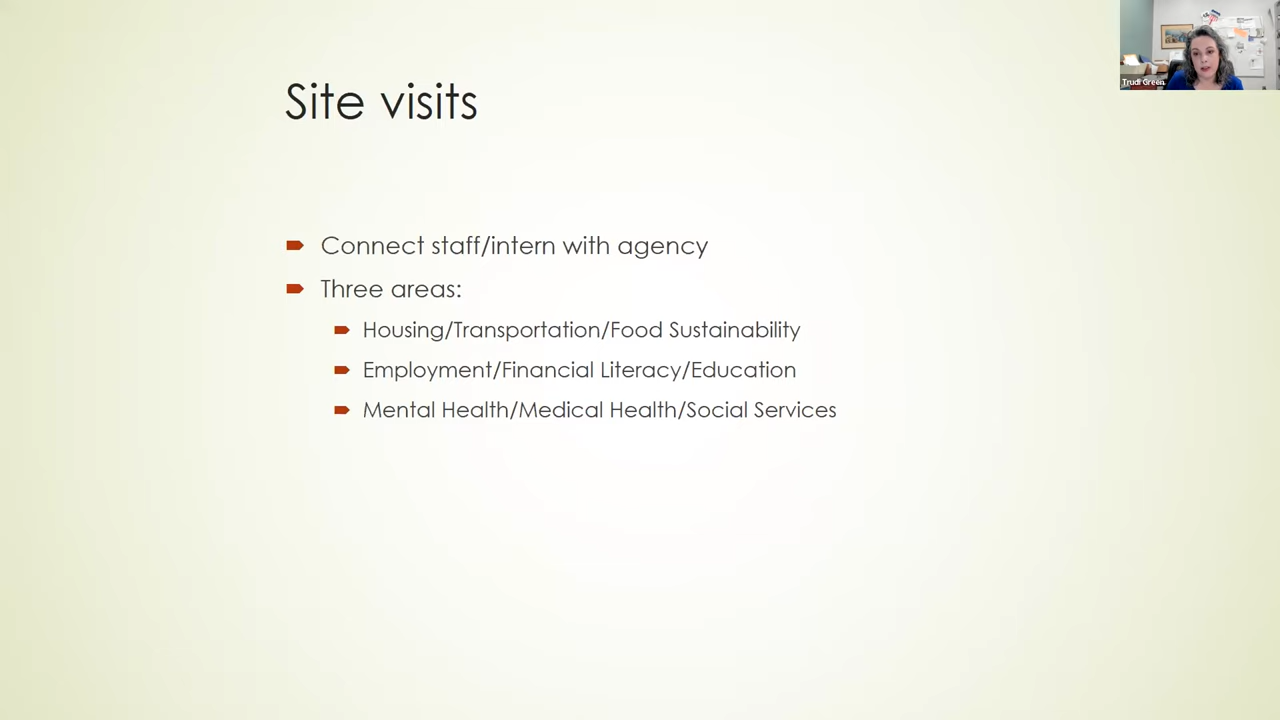 Site visits
Connect staff/intern with agency
Three areas:
Housing/Transportation/Food Sustainability
Employment/Financial Literacy/Education
Mental Health/Medical Health/Social Services
Trudi Green